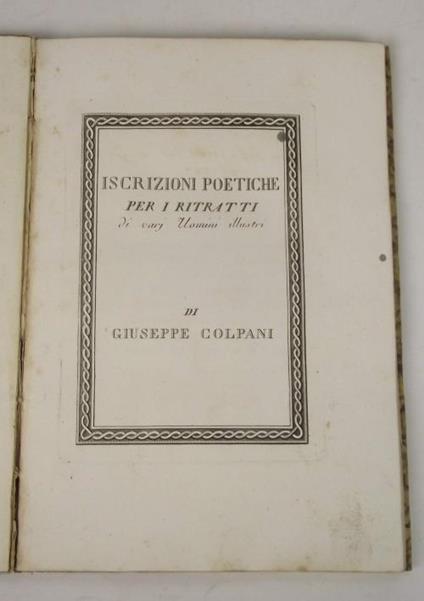 ISCRIZIONI POETICHE
PER I RITRATTI
di varj Uomini illustri
DI
GIUSEPPE COLPANI